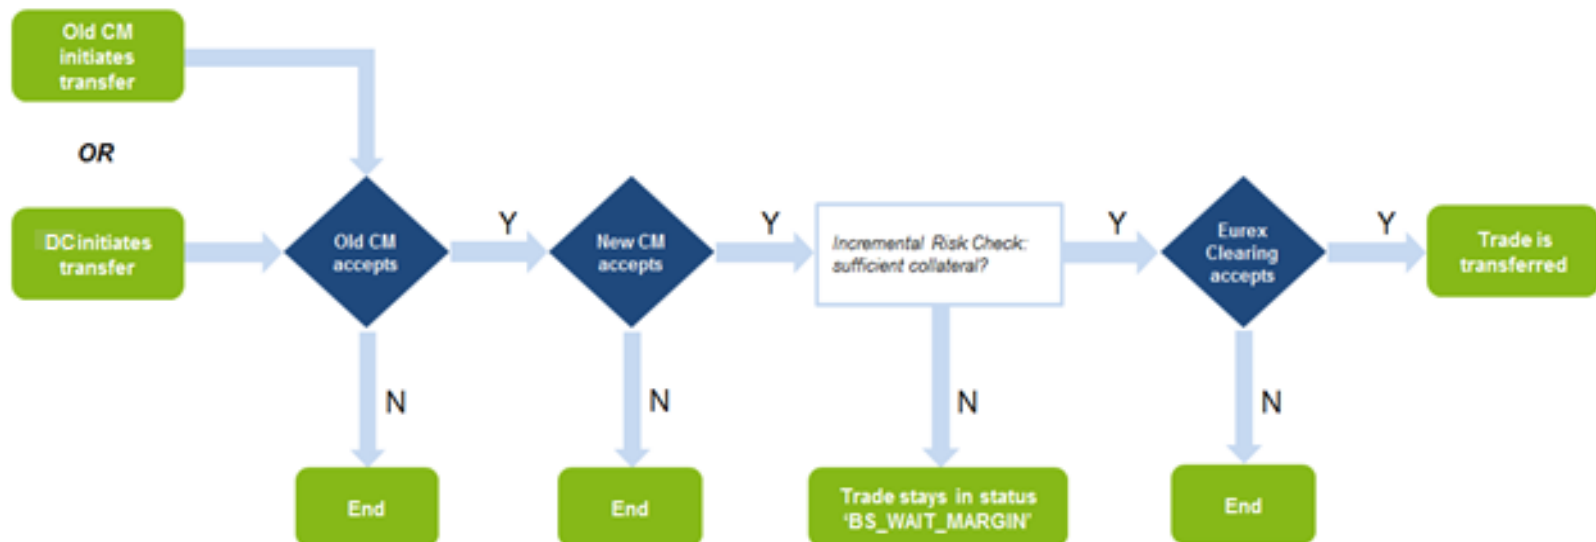 Old CM
initiates
transfer
OR
DC initiates
transfer
Old CM
accepts
Y
New CM
accepts
Y
Incremental Risk Check:
sufficient collateral?
Y
Eurex
Clearing
accepts
Y
Trade is
transferred
N
N
N
N
End
End
Trade stays in status
‘BS_WAIT_MARGIN’
End